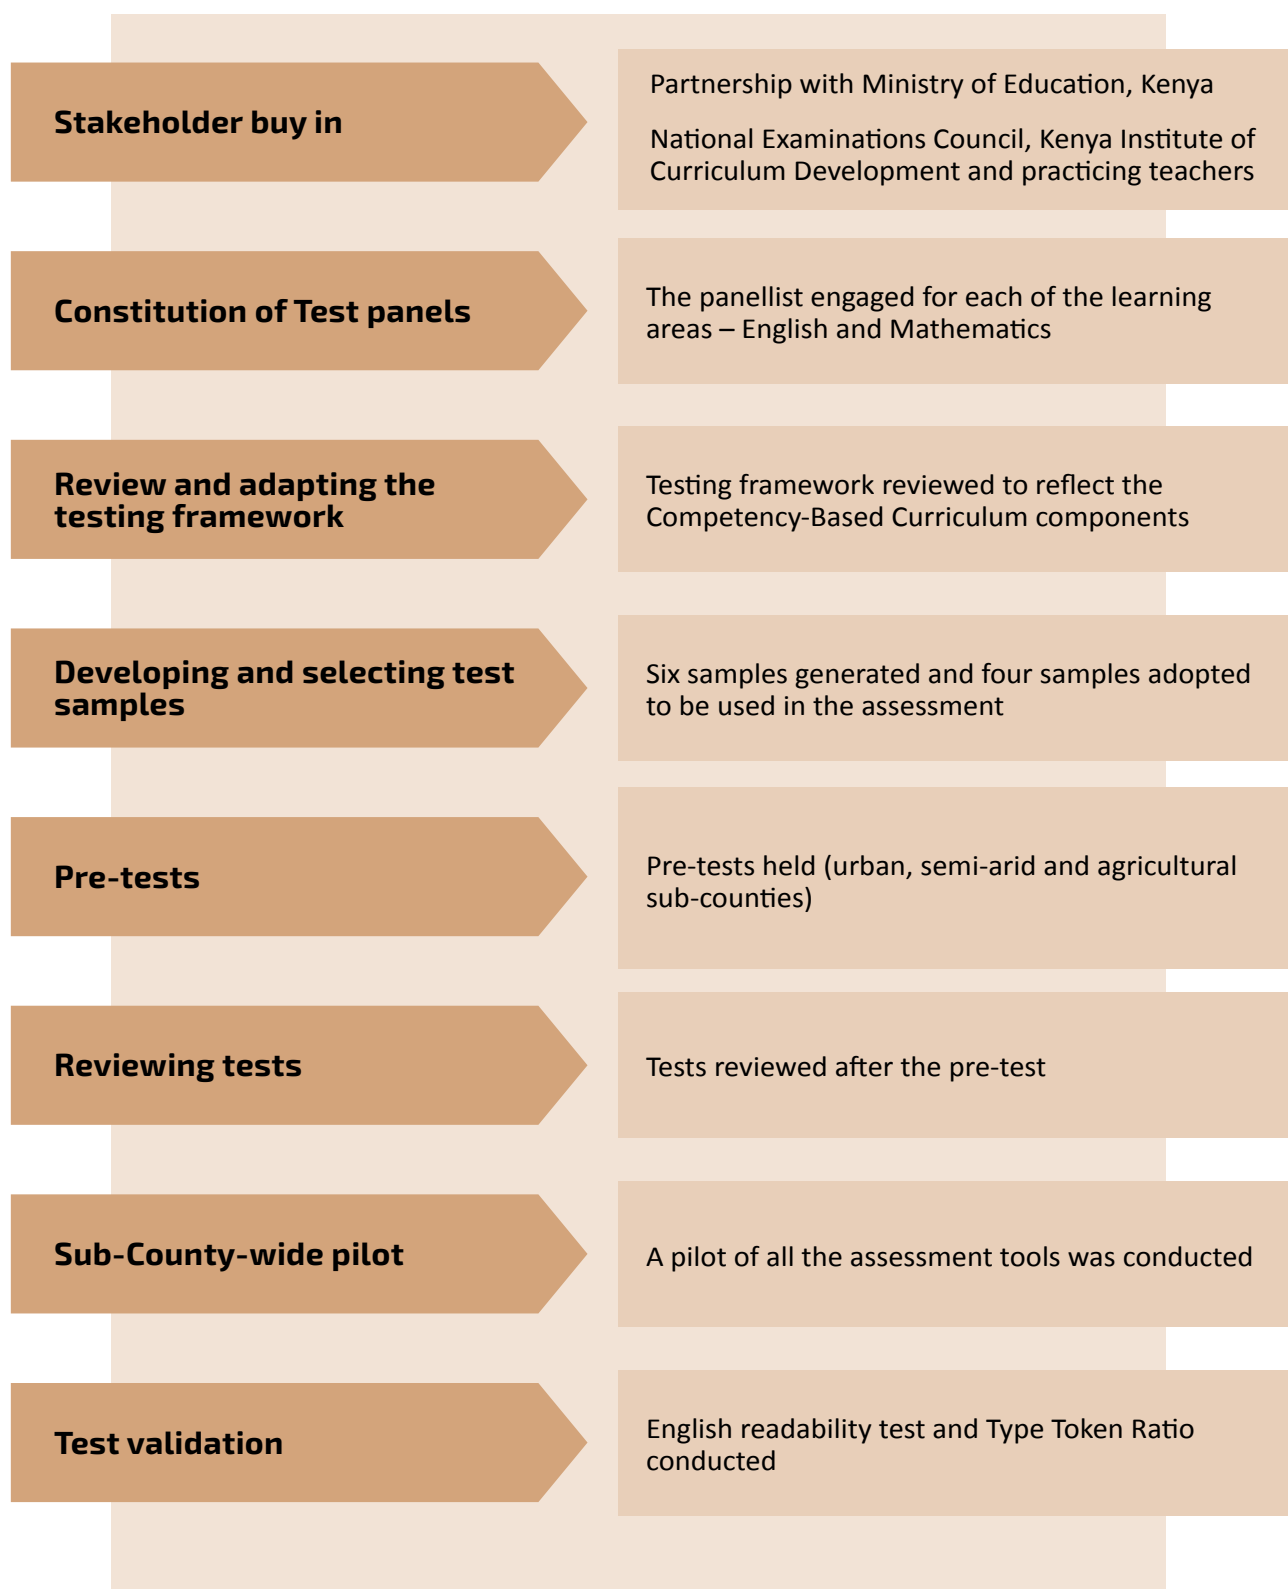 Stakeholder buy in
Partnership with Ministry of Education, Kenya
National Examinations Council, Kenya Institute of
Curriculum Development and practicing teachers
Constitution of Test panels
The panellist engaged for each of the learning
areas – English and Mathematics
Review and adapting the
testing framework
Testing framework reviewed to reflect the
Competency-Based Curriculum components
Developing and selecting test
samples
Six samples generated and four samples adopted
to be used in the assessment
Pre-tests
Pre-tests held (urban, semi-arid and agricultural
sub-counties)
Reviewing tests
Tests reviewed after the pre-test
Sub-County-wide pilot
A pilot of all the assessment tools was conducted
Test validation
English readability test and Type Token Ratio
conducted